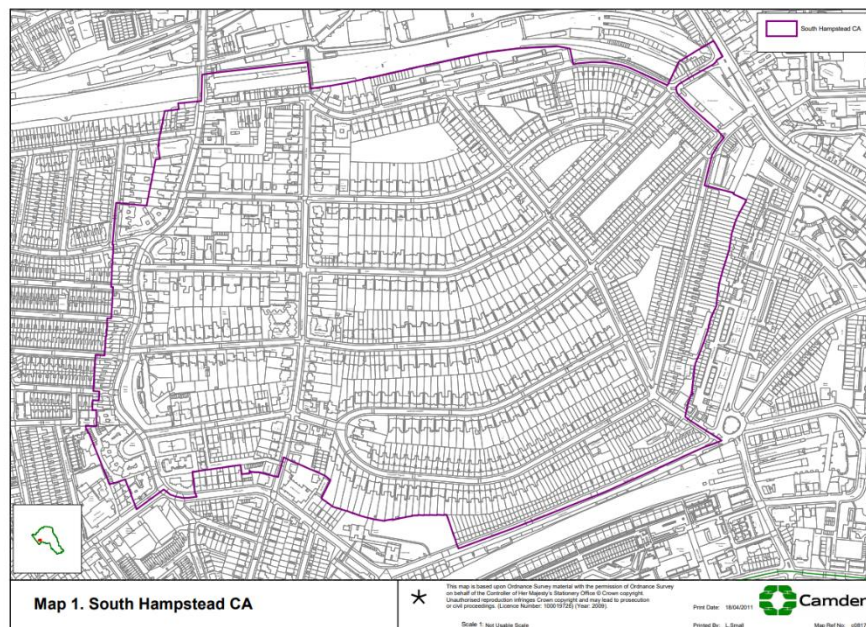 South Hampstead CA
Map 1. South Hampstead CA
*
This map is based upon Ordnance Survey material with the permission of Ordnance Survey
on behalf of the Controller of Her Majesty's Stationery Office © Crown copyright.
Unauthorised reproduction infringes Crown copyright and may lead to prosecution
or civil proceedings. (Licence Number: 100019726) (Year: 2009).
Scale 1: Not Usable Scale
Print Date: 18/04/2011
Printed By: L.Small
Camden
Map Ref No: